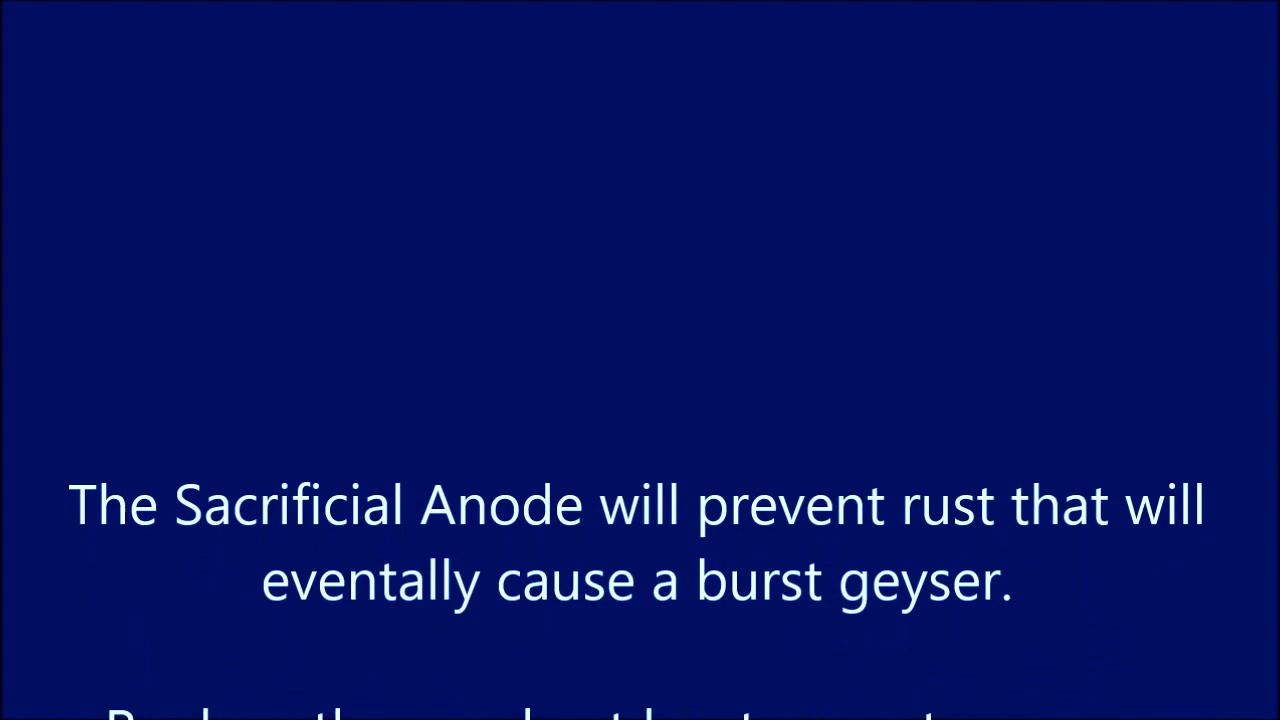 The Sacrificial Anode will prevent rust that will
eventally cause a burst geyser.